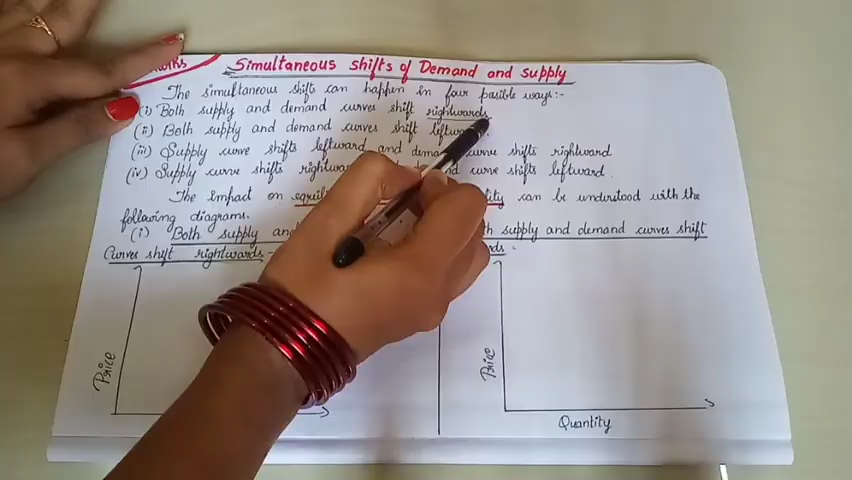 Simultaneous shifts of Demand and supply
The simultaneous shifts can happen in four possible ways:-
(i) Both supply and demand curves shift rightwards
(ii) Both supply and demand curves shift
(iii) Supply curve shifts leftward and curve shifts rightward
(iv) Supply curve shifts curve shifts leftward.
The impact on can be understood with the
following diagrams.
(i) Both supply
Curves shift rightwards -
supply and demand curves shift
Price
Price
Quantity